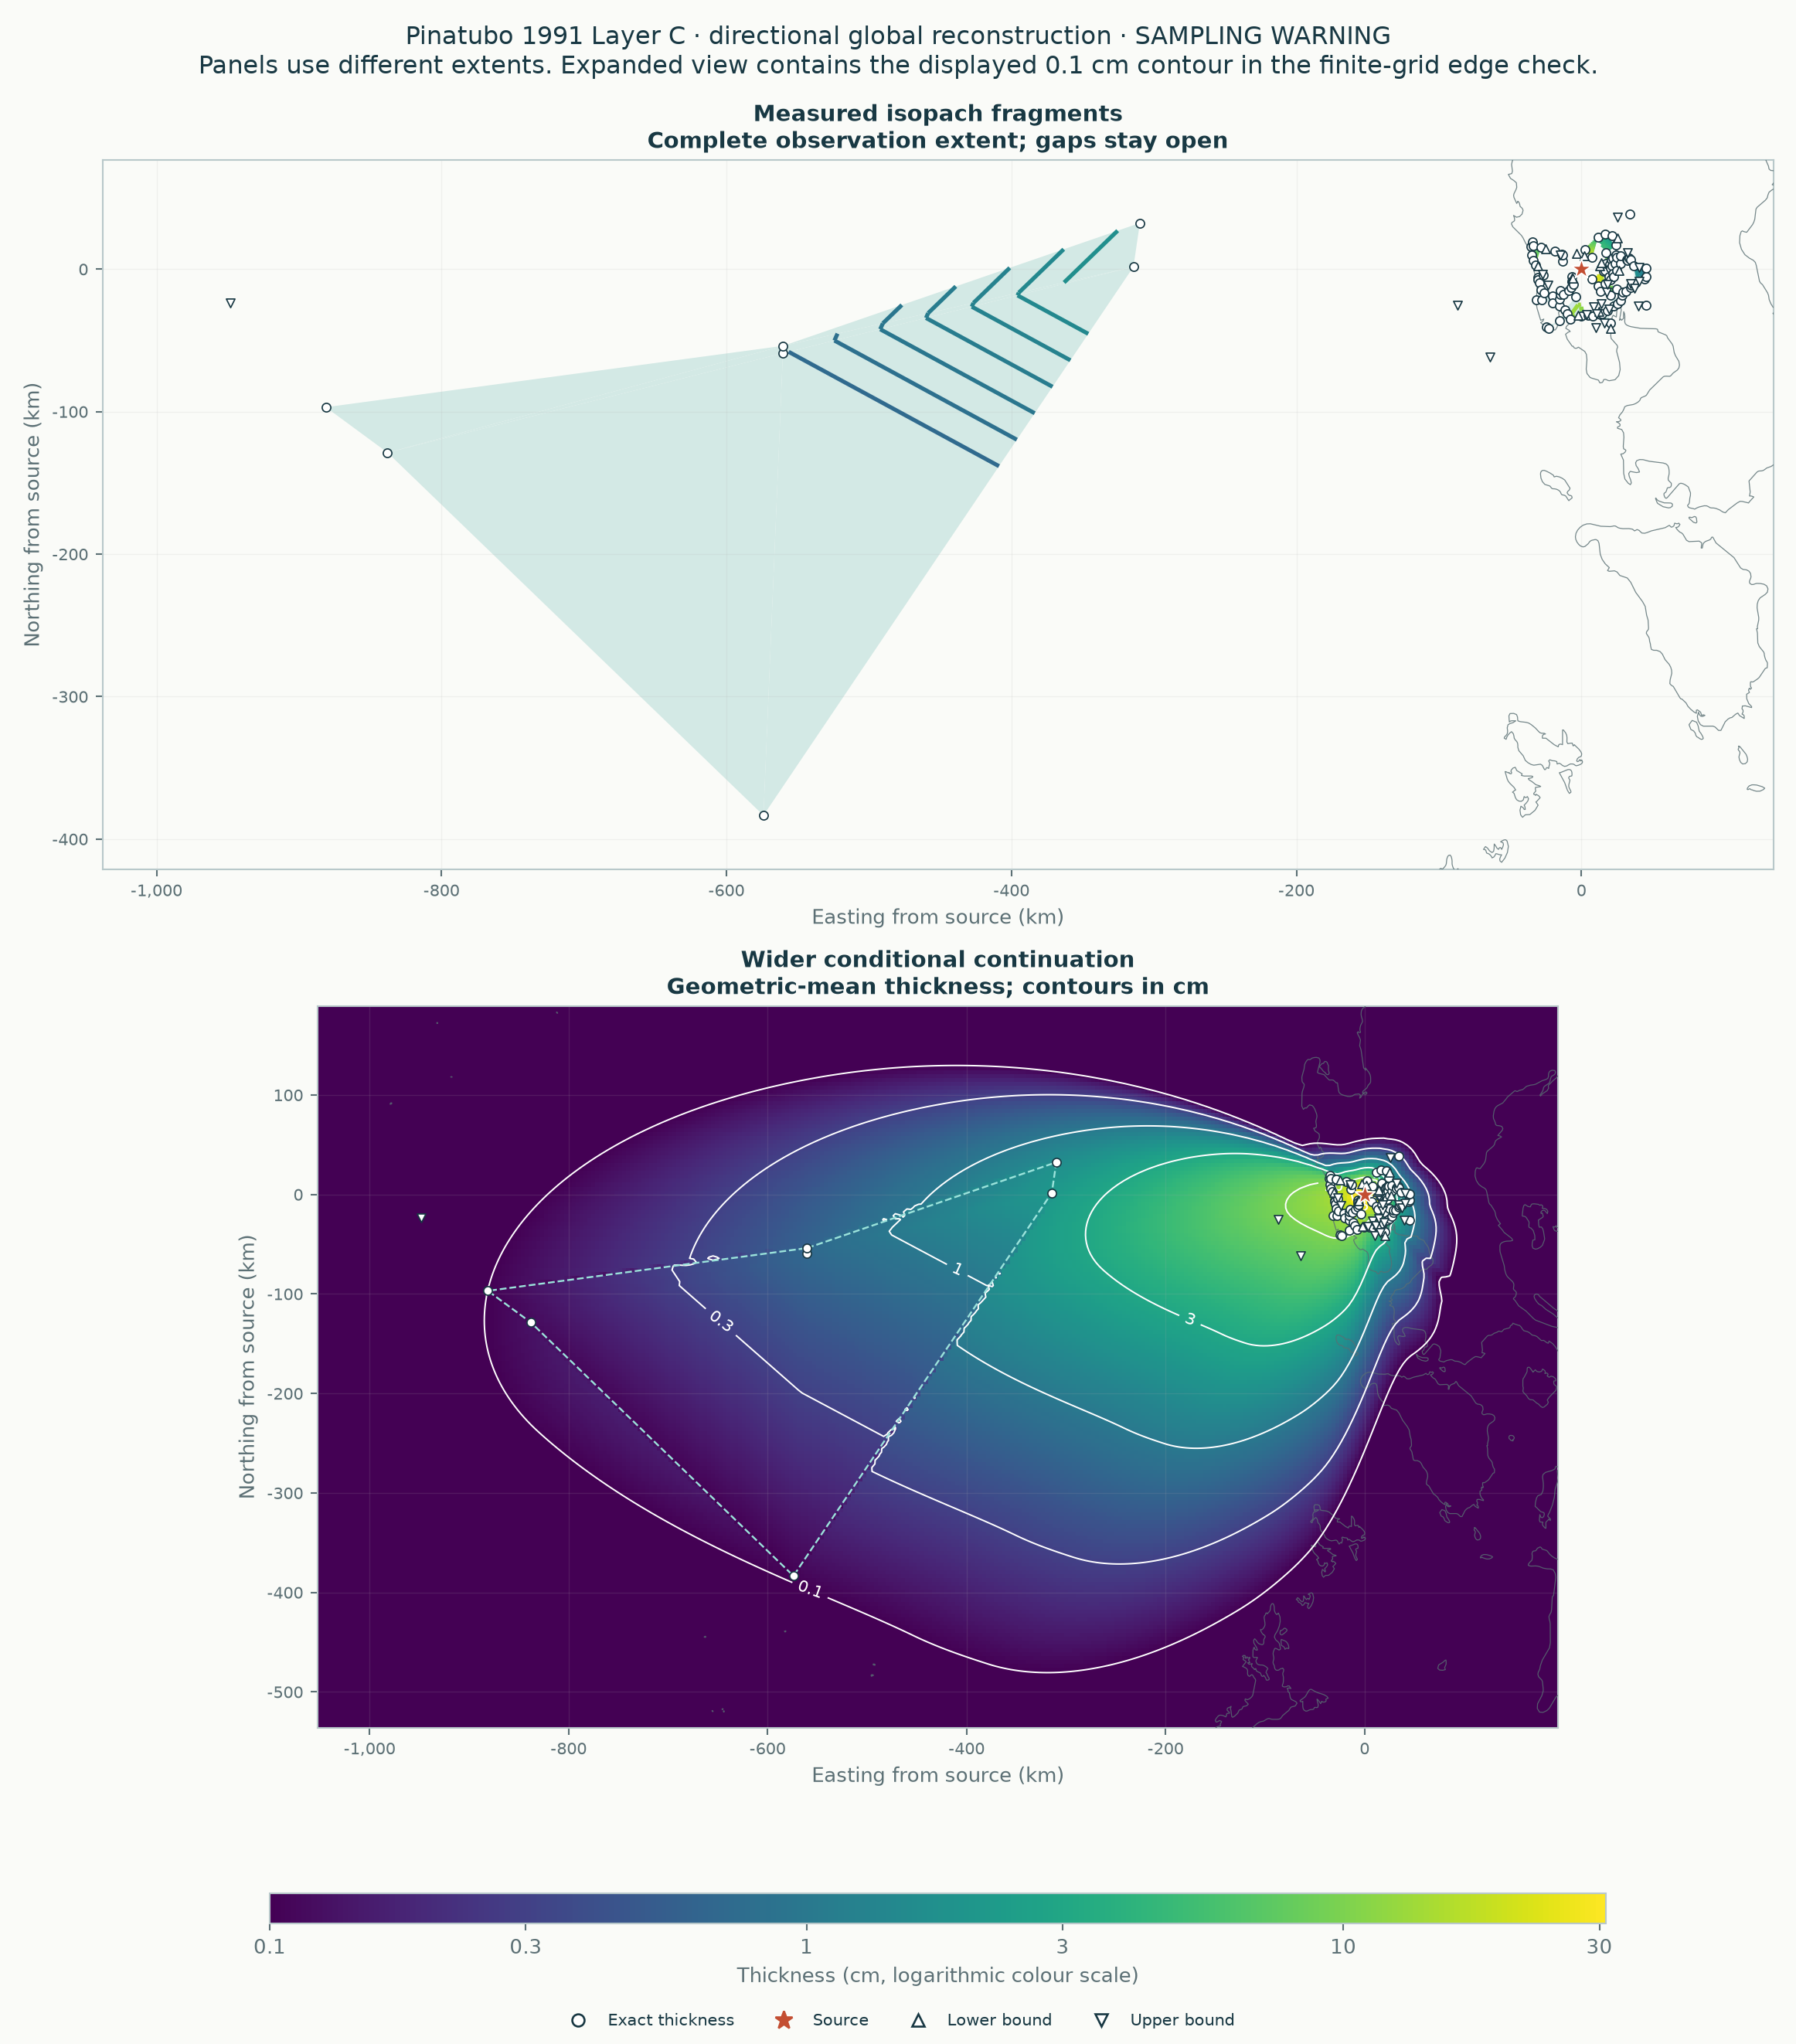 Pinatubo 1991 Layer C · directional global reconstruction · SAMPLING WARNING
Panels use different extents. Expanded view contains the displayed 0.1 cm contour in the finite-grid edge check.
Measured isopach fragments
Complete observation extent; gaps stay open
0
-100
-200
-300
-400
Northing from source (km)
-1,000 -800 -600 -400 -200 0
Easting from source (km)
Wider conditional continuation
Geometric-mean thickness; contours in cm
100
0
-100
-200
-300
-400
-500
Northing from source (km)
1
3
0.3
0.1
-1,000 -800 -600 -400 -200 0
Easting from source (km)
0.1 0.3 1 3 10 30
Thickness (cm, logarithmic colour scale)
Exact thickness Source Lower bound Upper bound